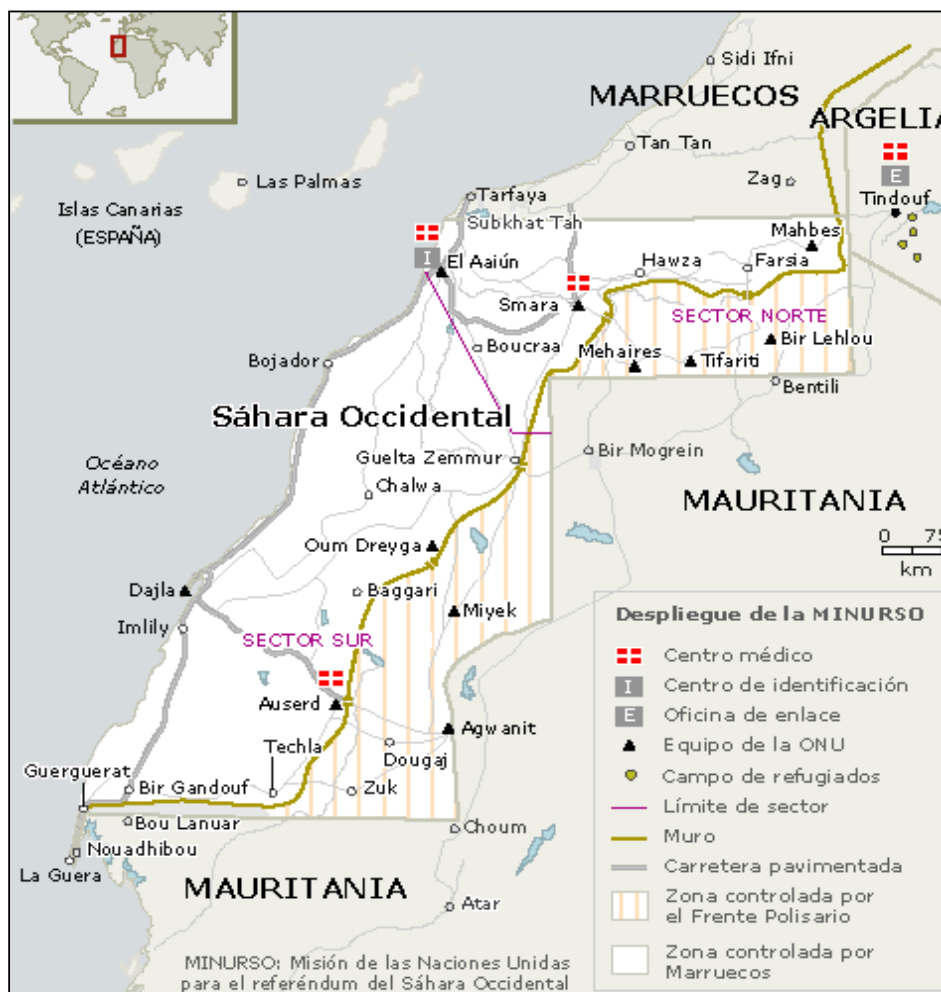 Sidi Ifni
MARRUECOS
ARGELIA
Tan Tan
Zag
E
Las Palmas
Tarfaya
Tindouf
Islas Canarias
(ESPAÑA)
Subkhat Tah
Mahbes
I
El Aaiún
Hawza
Farsia
Smara
SECTOR NORTE
Bir Lehlou
Boucraa
Mehaires
Tifariti
Bojador
Bentili
Sáhara Occidental
Guelta Zemmur
Bir Mogrein
Océano
Atlántico
Chalwa
MAURITANIA
0 75
km
Oum Dreyga
Dajla
Baggari
Miyek
Imlily
SECTOR SUR
Auserd
Agwanit
Techla
Dougaj
Guerguerat
Bir Gandouf
Zuk
Bou Lanuar
Choum
Nouadhibou
La Guera
MAURITANIA
Atar
Despliegue de la MINURSO
Centro médico
I Centro de identificación
E Oficina de enlace
Equipo de la ONU
Campo de refugiados
Límite de sector
Muro
Carretera pavimentada
Zona controlada por
el Frente Polisario
Zona controlada por
Marruecos
MINURSO: Misión de las Naciones Unidas
para el referéndum del Sáhara Occidental